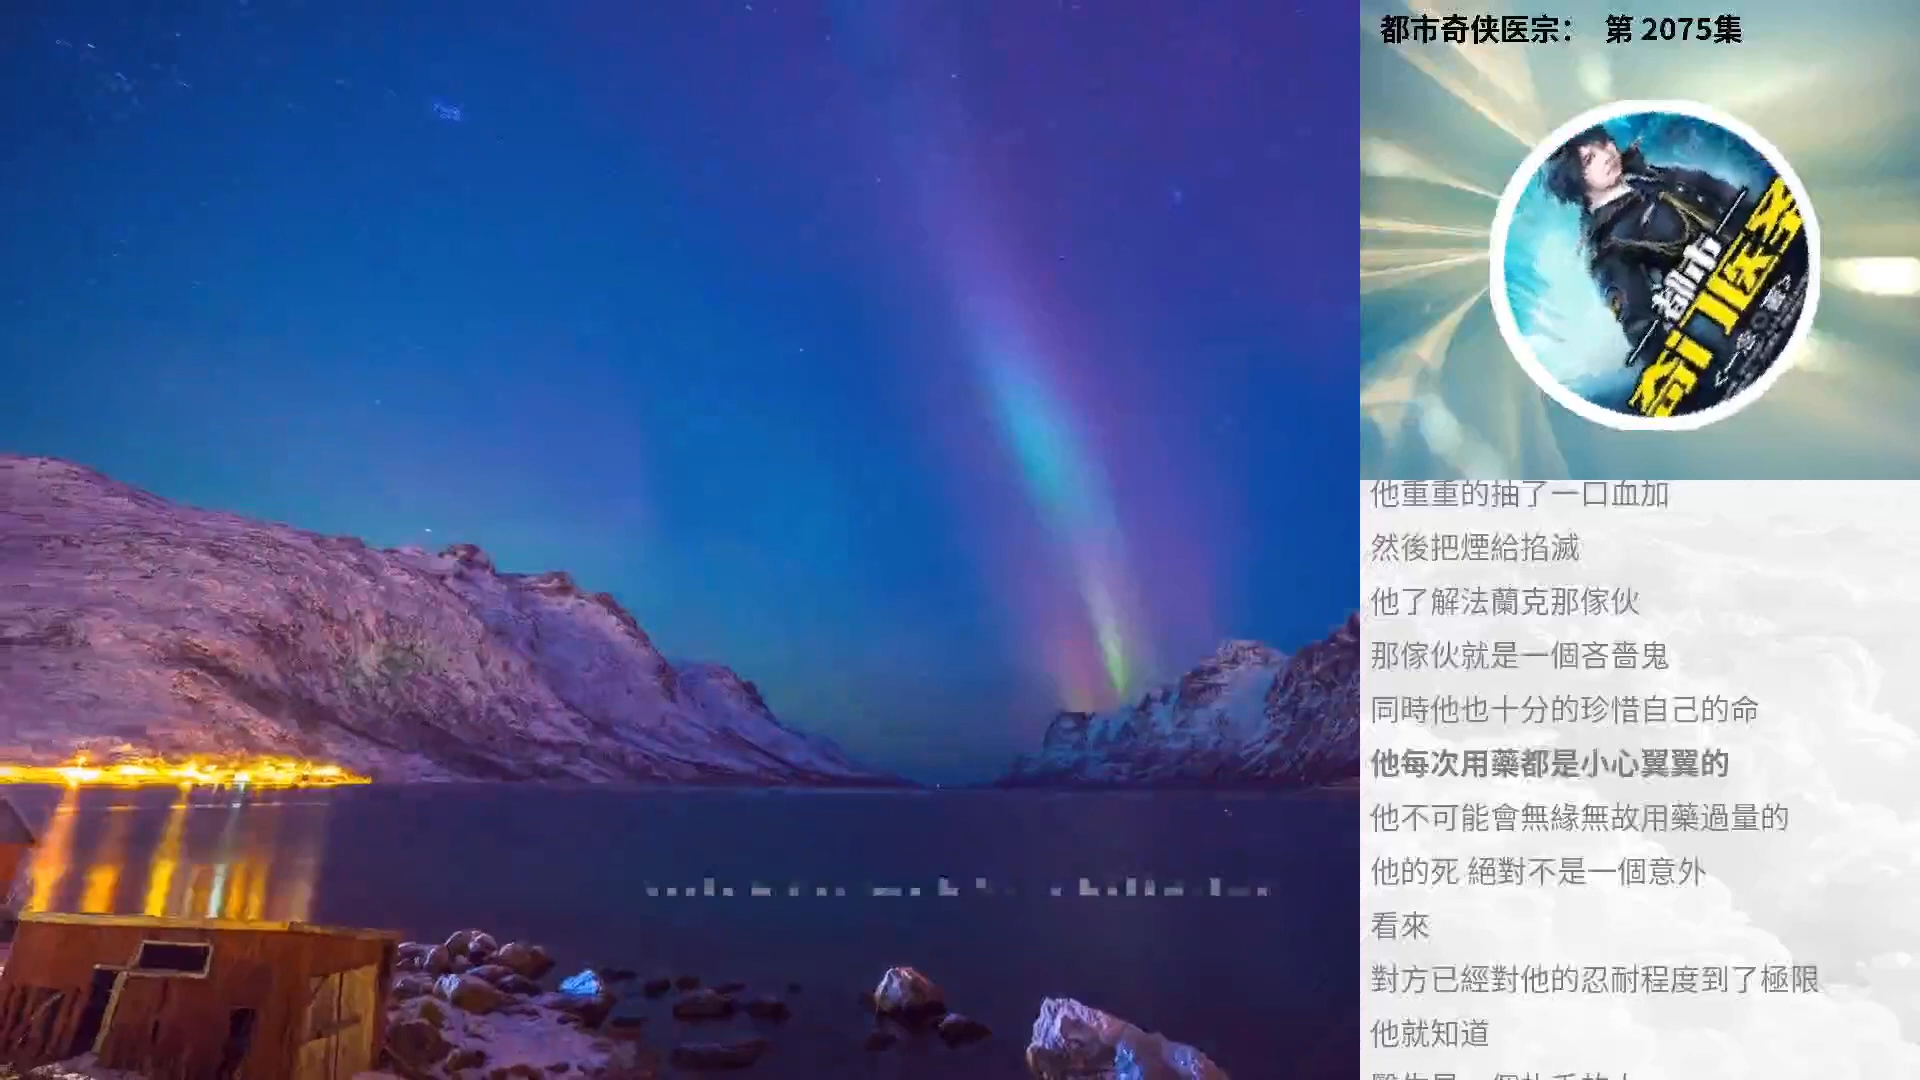 都市奇侠医宗： 第 2075集
都市
奇门医圣
他重重的抽了一口血加
然後把煙給掐滅
他了解法蘭克那傢伙
那傢伙就是一個吝嗇鬼
同時他也十分的珍惜自己的命
他每次用藥都是小心翼翼的
他不可能會無緣無故用藥過量的
他的死 絕對不是一個意外
看來
對方已經對他的忍耐程度到了極限
他就知道